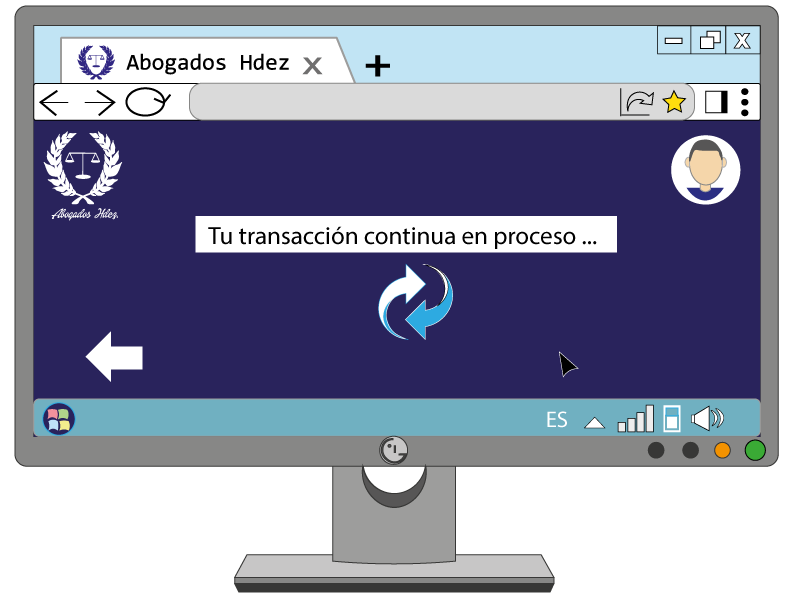 Abogados Hdez X
X
Abogados Hdez.
Tu transacción continua en proceso ...
ES